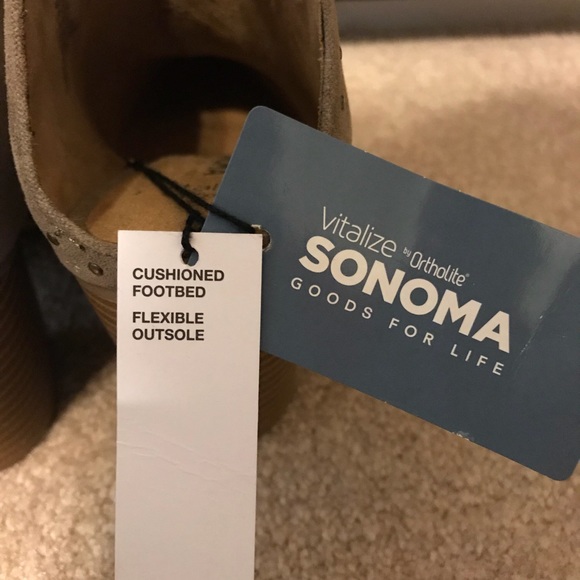 CUSHIONED
FOOTBED
FLEXIBLE
OUTSOLE
vitalize by Ortholite®
SONOMA
GOODS FOR LIFE